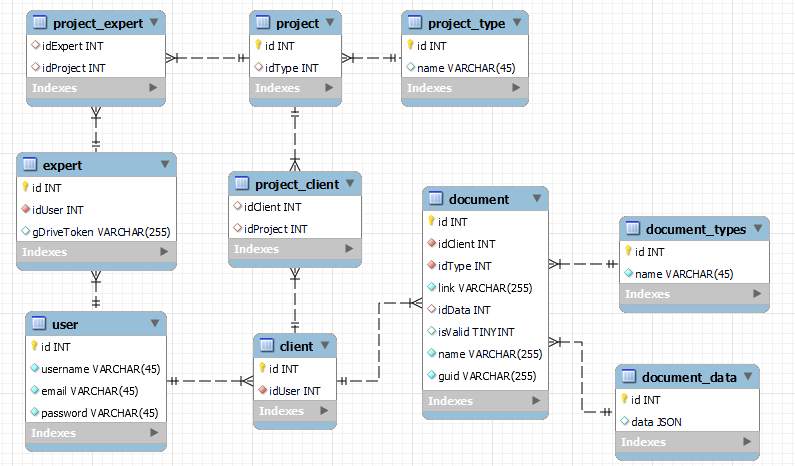 project_expert
idExpert INT
idProject INT
Indexes
project
id INT
idType INT
Indexes
project_type
id INT
name VARCHAR(45)
Indexes
expert
id INT
idUser INT
gDriveToken VARCHAR(255)
Indexes
project_client
idClient INT
idProject INT
Indexes
document
id INT
idClient INT
idType INT
link VARCHAR(255)
idData INT
isValid TINYINT
name VARCHAR(255)
guid VARCHAR(255)
Indexes
document_types
id INT
name VARCHAR(45)
Indexes
user
id INT
username VARCHAR(45)
email VARCHAR(45)
password VARCHAR(45)
Indexes
client
id INT
idUser INT
Indexes
document_data
id INT
data JSON
Indexes